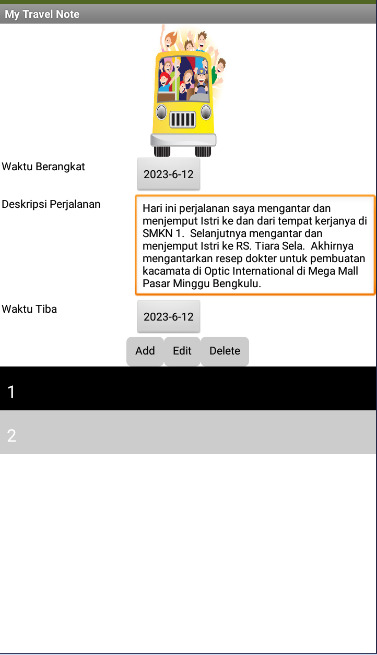 My Travel Note
Waktu Berangkat
2023-6-12
Deskripsi Perjalanan
Hari ini perjalanan saya mengantar dan
menjemput Istri ke dan dari tempat kerjanya di
SMKN 1.  Selanjutnya mengantar dan
menjemput Istri ke RS. Tiara Sela.  Akhirnya
mengantarkan resep dokter untuk pembuatan
kacamata di Optic International di Mega Mall
Pasar Minggu Bengkulu.
Waktu Tiba
2023-6-12
Add Edit Delete
1
2